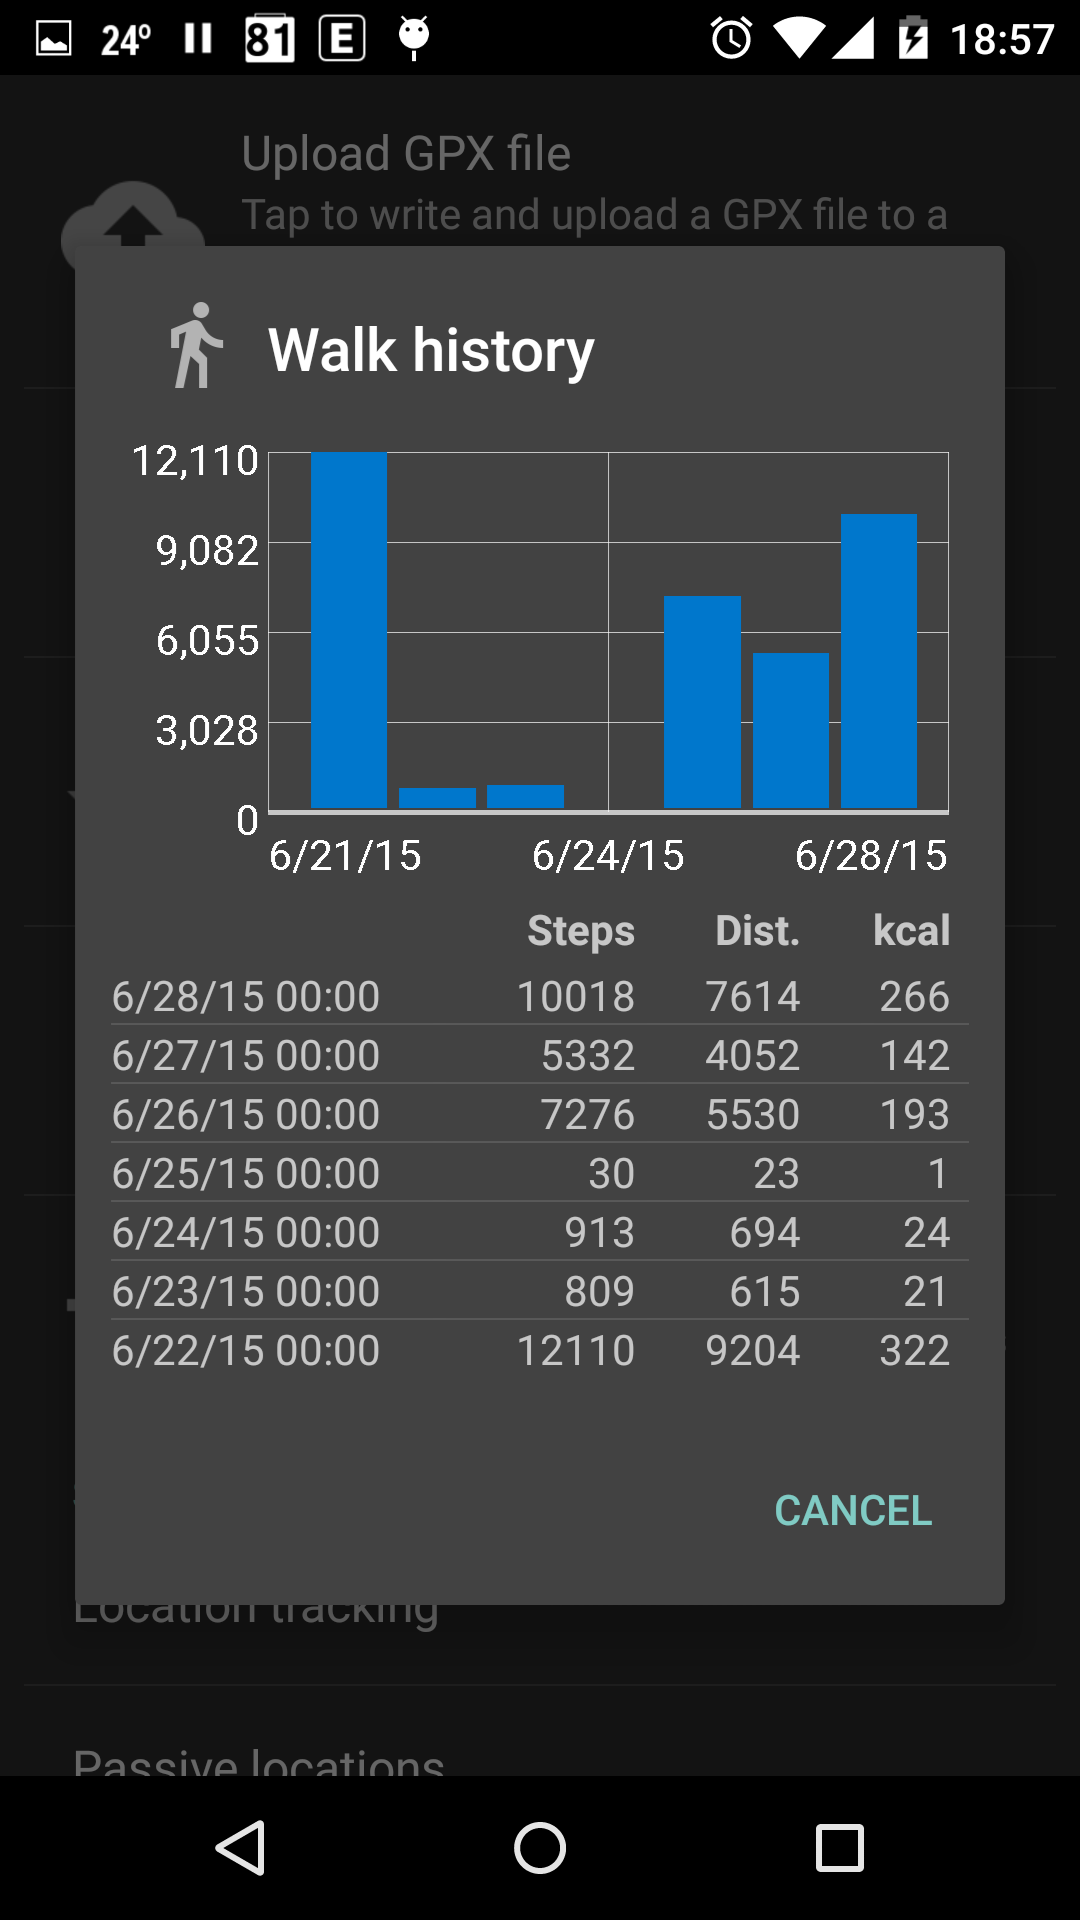 24° 81 E 18:57
Upload GPX file
Tap to write and upload a GPX file to a
Walk history
12,110
9,082
6,055
3,028
0
6/21/15 6/24/15 6/28/15
Steps Dist. kcal
6/28/15 00:00 10018 7614 266
6/27/15 00:00 5332 4052 142
6/26/15 00:00 7276 5530 193
6/25/15 00:00 30 23 1
6/24/15 00:00 913 694 24
6/23/15 00:00 809 615 21
6/22/15 00:00 12110 9204 322
CANCEL
Location tracking
Passive locations